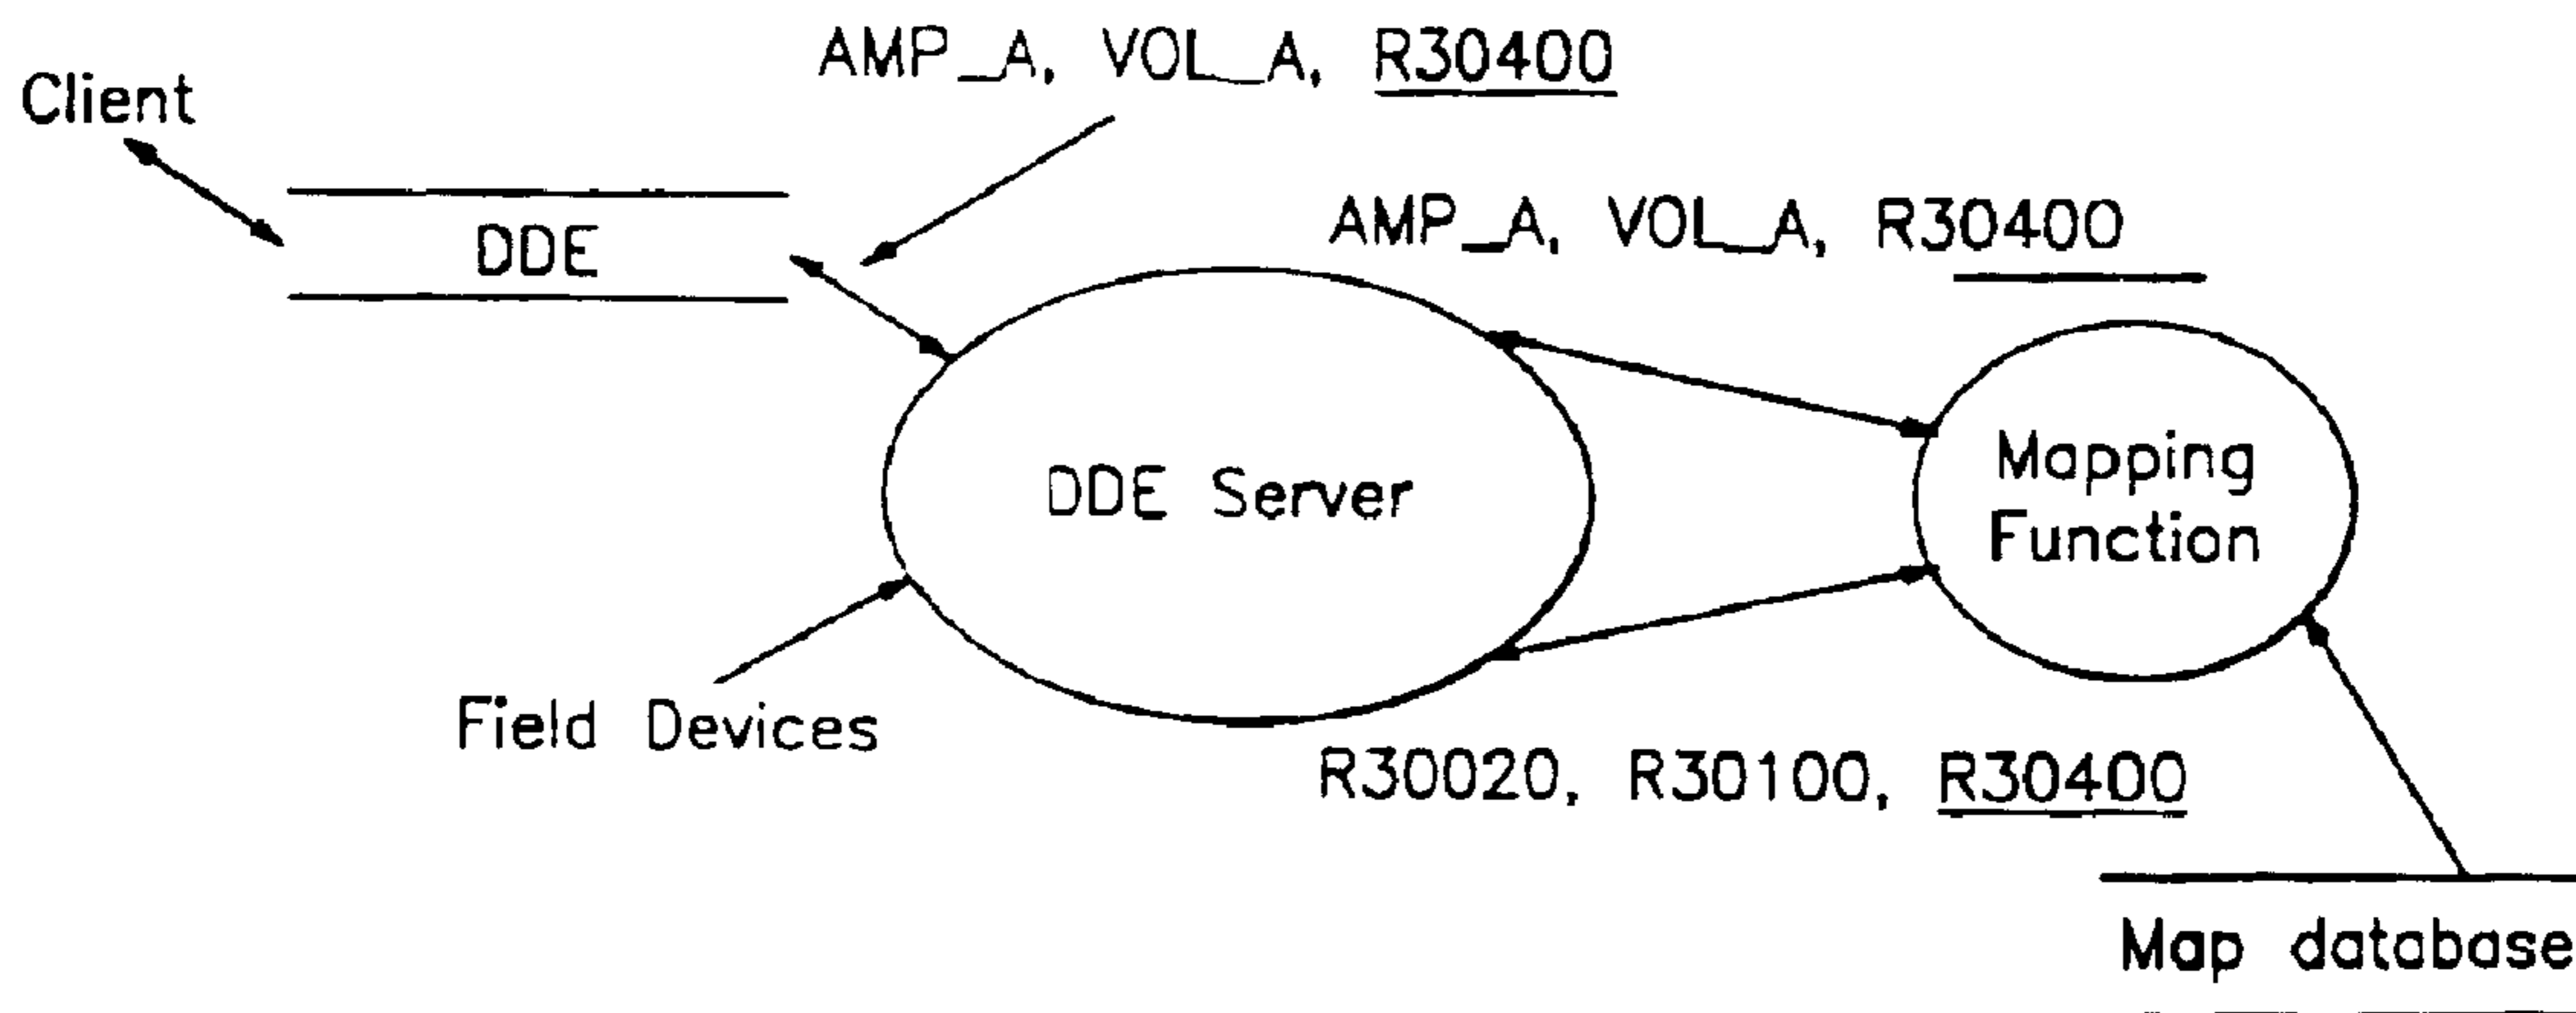 AMP_A, VOL_A, R30400
Client
DDE
AMP_A, VOL_A, R30400
DDE Server
Mapping
Function
Field Devices
R30020, R30100, R30400
Map database